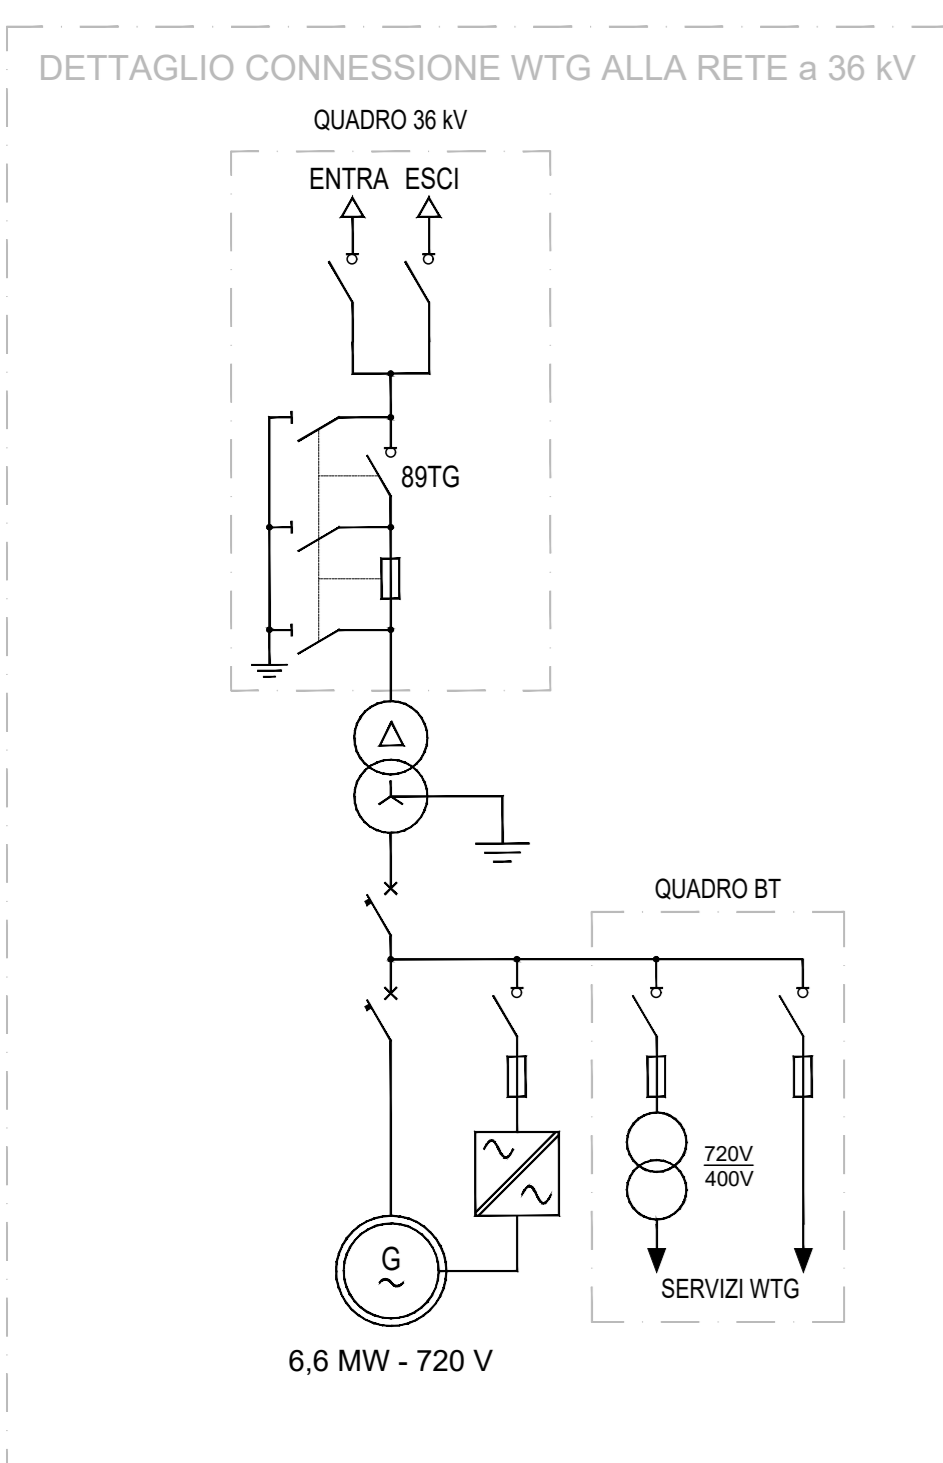 DETTAGLIO CONNESSIONE WTG ALLA RETE a 36 kV
QUADRO 36 kV
ENTRA ESCI
89TG
QUADRO BT
720V
400V
G
SERVIZI WTG
6,6 MW - 720 V